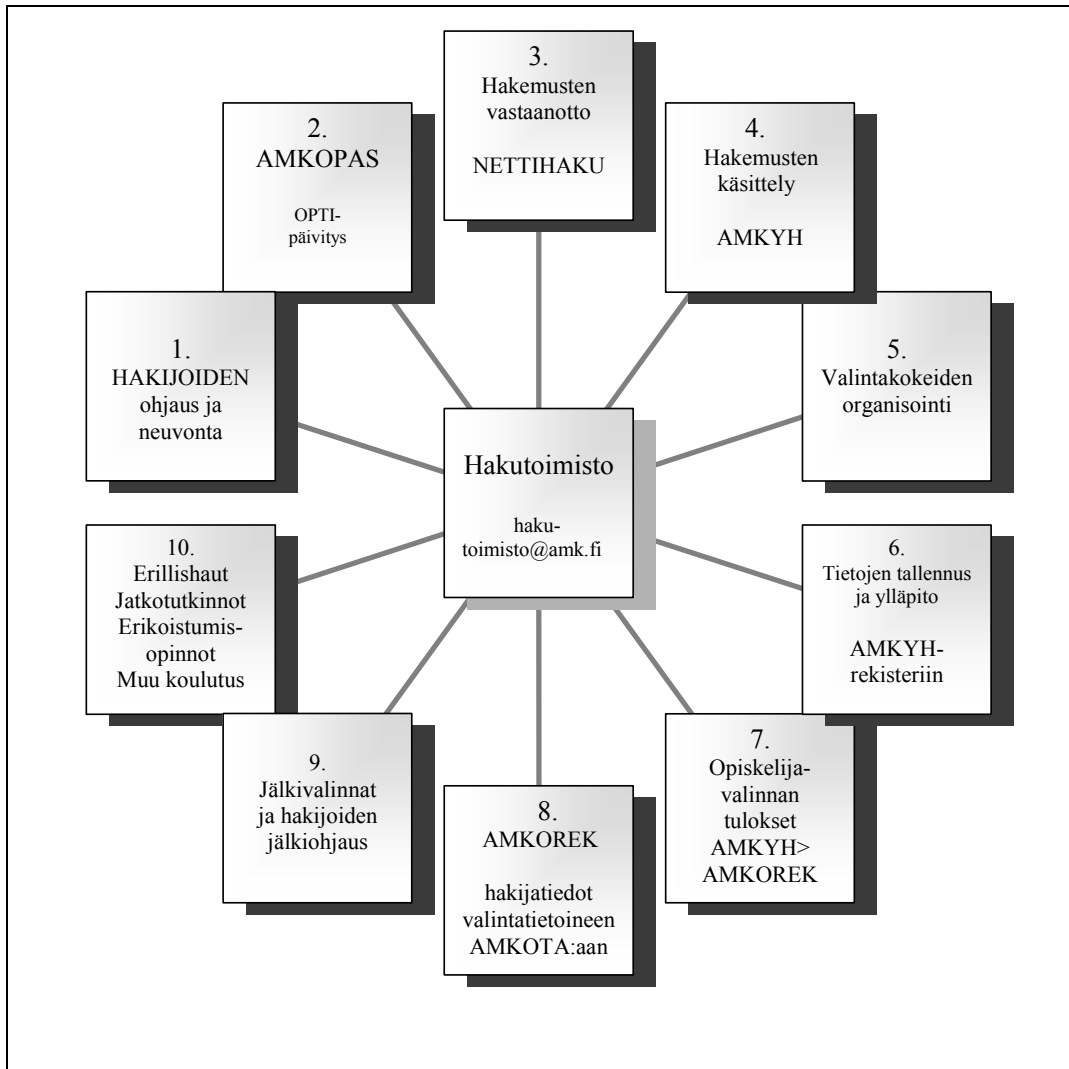 1.
HAKIJOIDEN
ohjaus ja
neuvonta
2.
AMKOPAS
OPTI-
päivitys
3.
Hakemusten
vastaanotto
NETTIHAKU
4.
Hakemusten
käsittely
AMKYH
5.
Valintakokeiden
organisointi
Hakutoimisto
haku-
toimisto@amk.fi
6.
Tietojen tallennus
ja ylläpito
AMKYH-
rekisteriin
7.
Opiskelija-
valinnan
tulokset
AMKYH>
AMKOREK
8.
AMKOREK
hakijatiedot
valintatietoineen
AMKOTA:aan
9.
Jälkivalinnat
ja hakijoiden
jälkiohjaus
10.
Erillishaut
Jatkotutkinnot
Erikoistumis-
opinnot
Muu koulutus